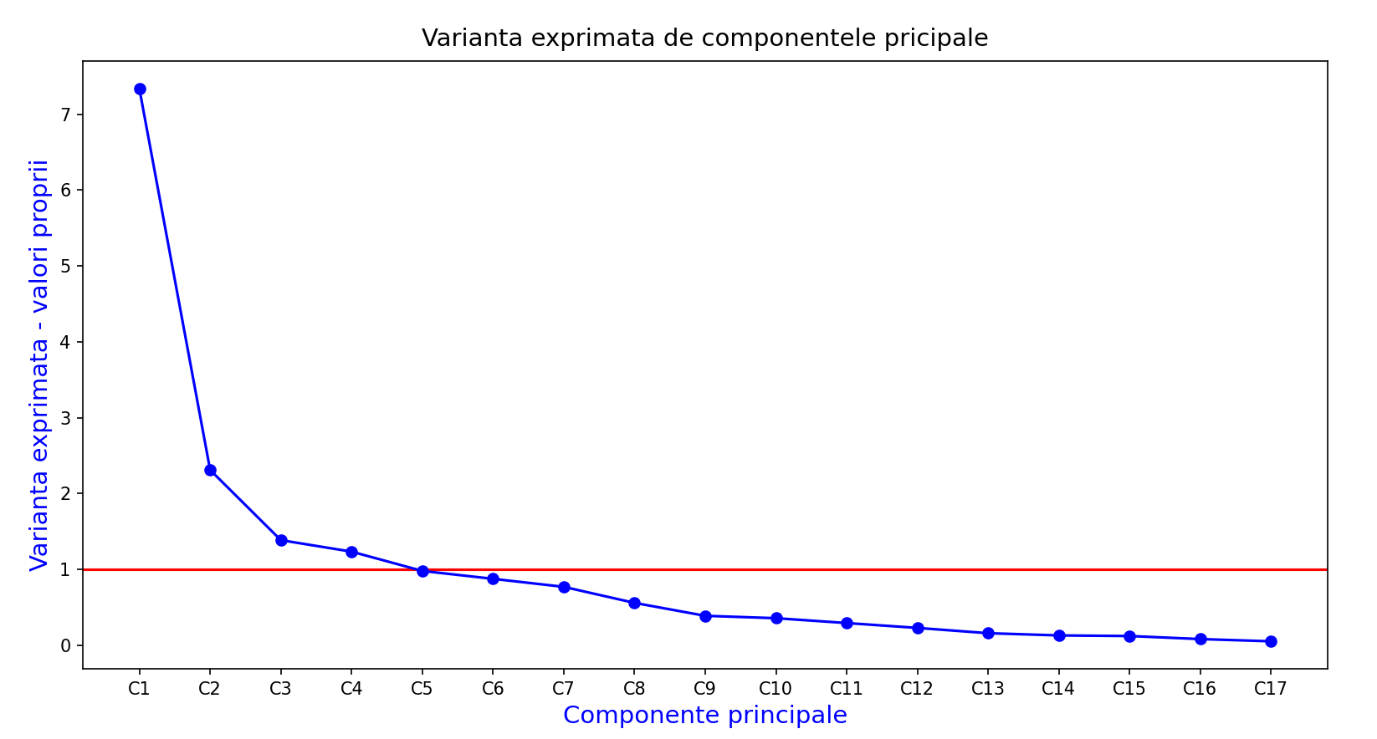 Varianta exprimata de componentele pricipale
Varianta exprimata - valori proprii
7
6
5
4
3
2
1
0
C1 C2 C3 C4 C5 C6 C7 C8 C9 C10 C11 C12 C13 C14 C15 C16 C17
Componente principale